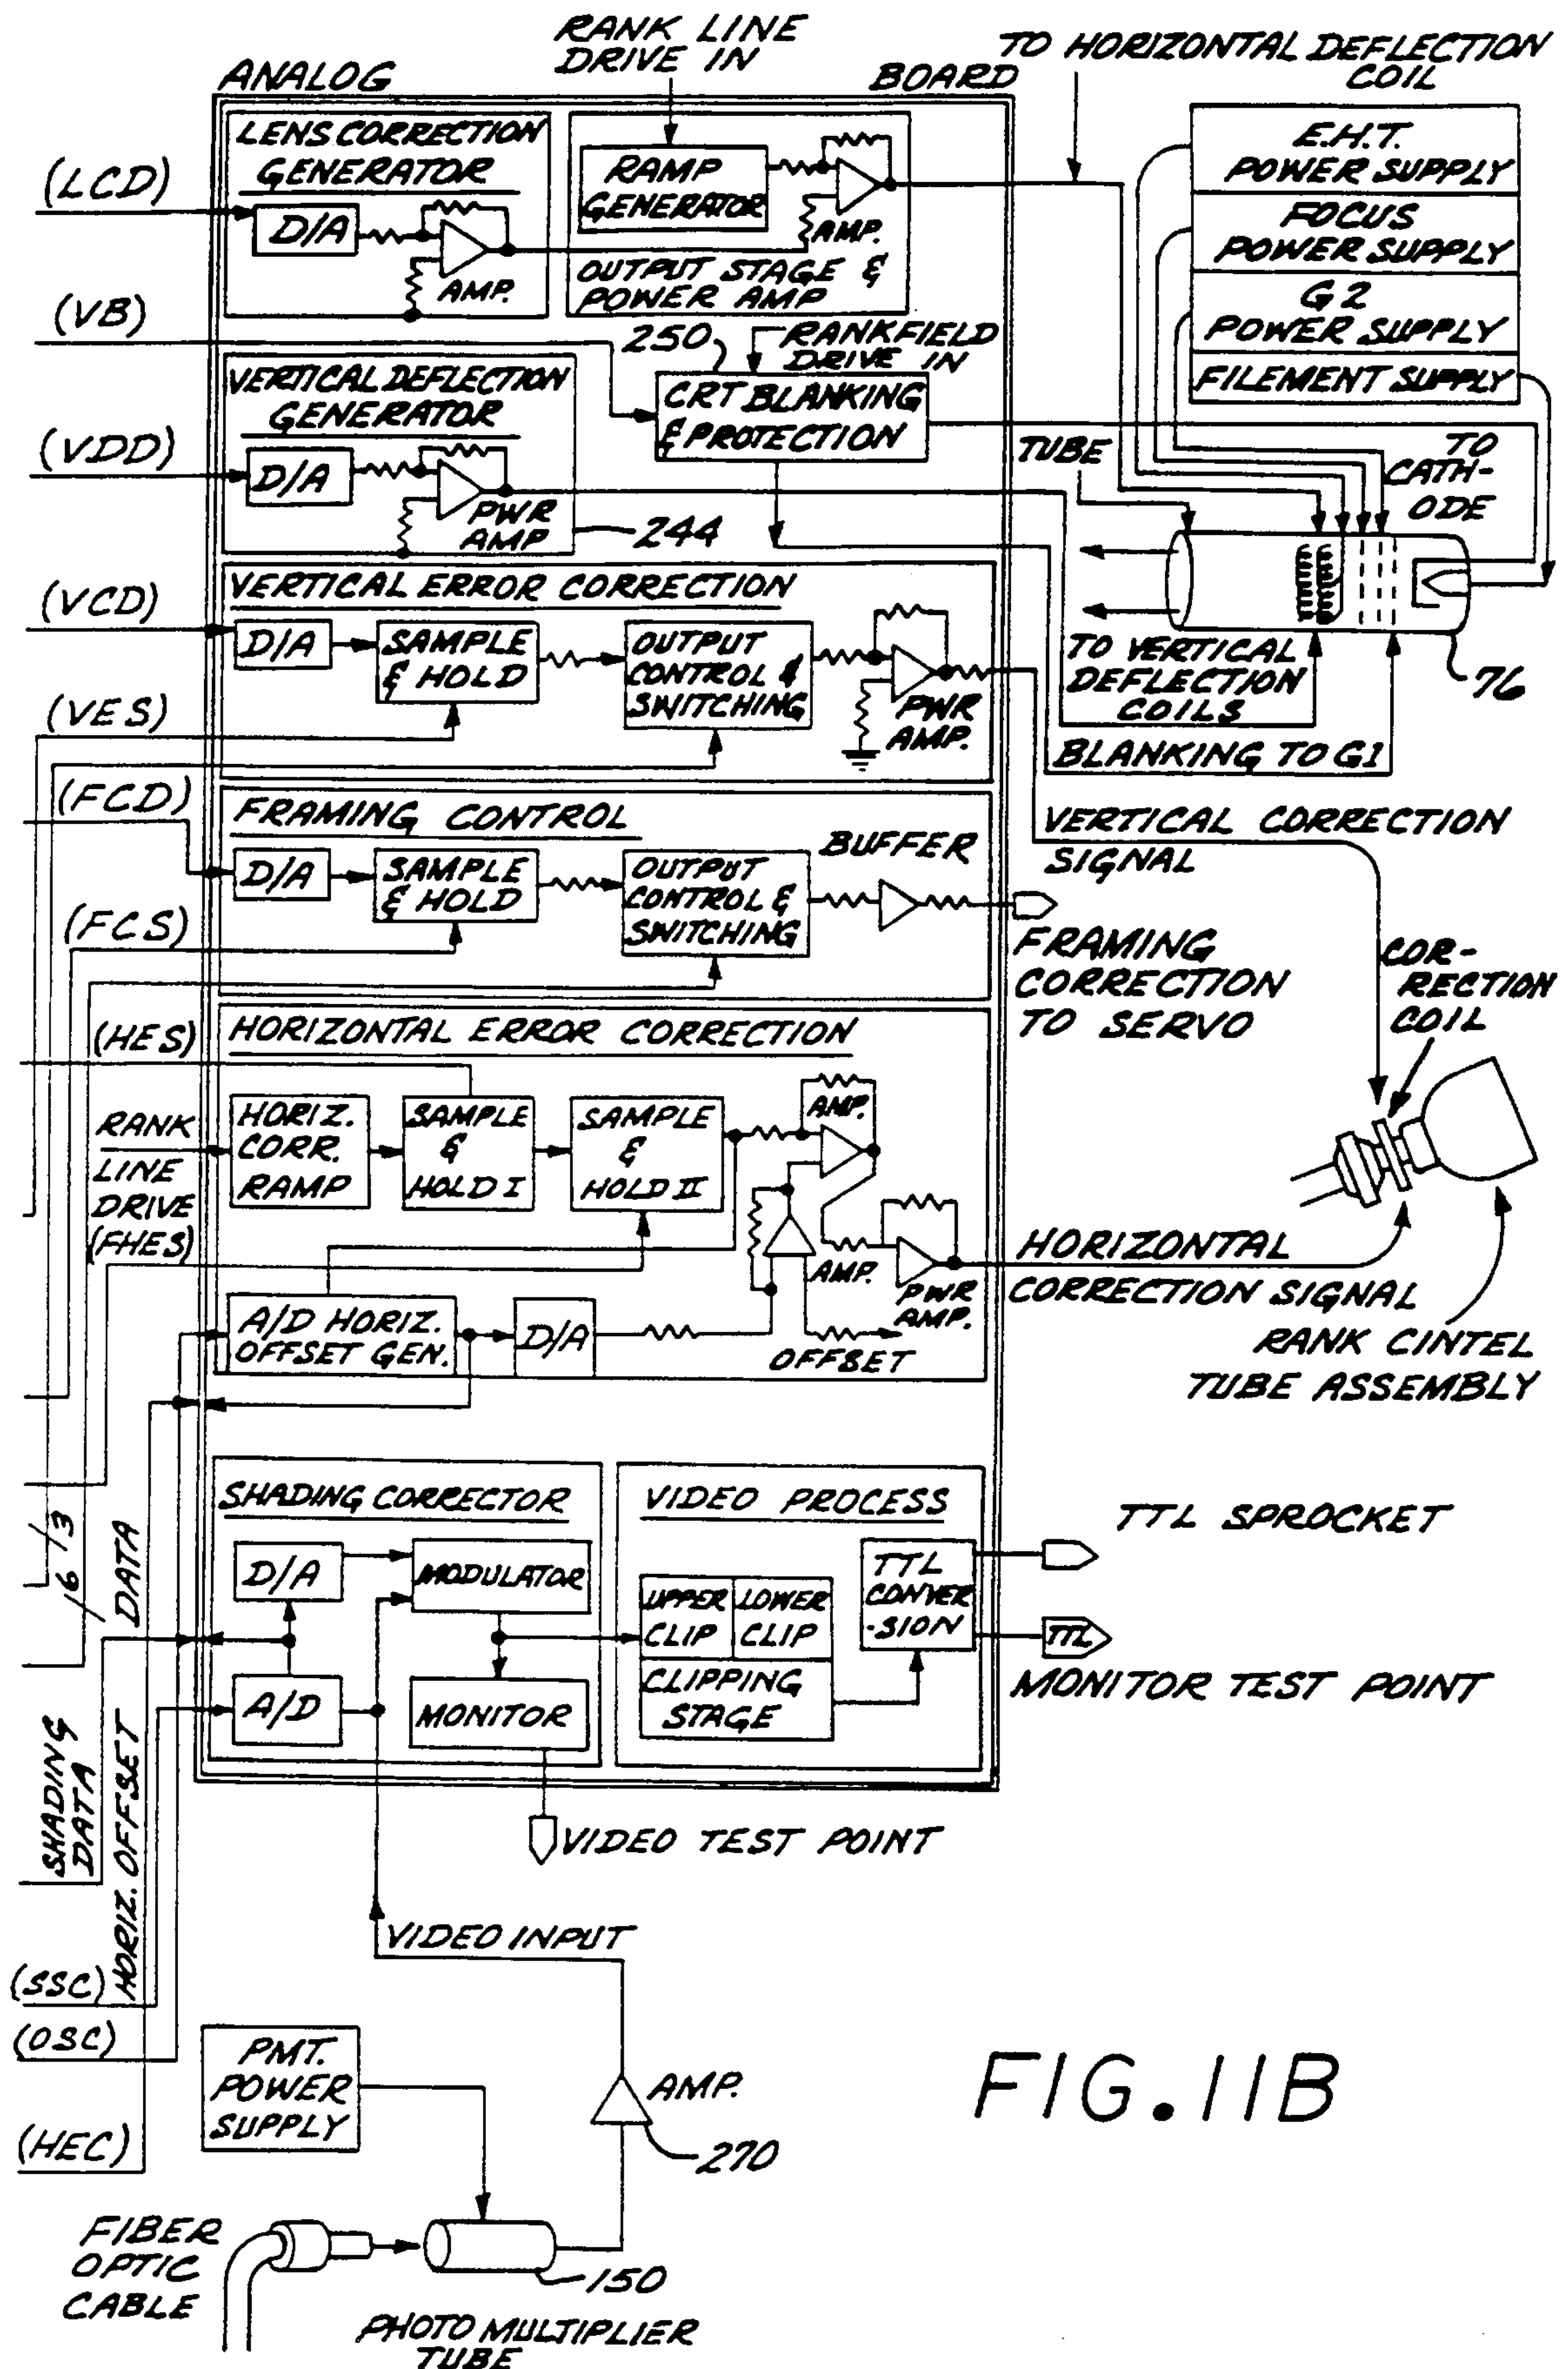 RANK LINE
DRIVE IN
TO HORIZONTAL DEFLECTION
COIL
ANALOG
BOARD
LENS CORRECTION
GENERATOR
(LCD)
D/A
AMP.
RAMP
GENERATOR
AMP.
OUTPUT STAGE &
POWER AMP
E.H.T.
POWER SUPPLY
FOCUS
POWER SUPPLY
G2
POWER SUPPLY
FILEMENT SUPPLY
(VB)
250
RANKFIELD
DRIVE IN
CRT BLANKING
& PROTECTION
VERTICAL DEFLECTION
GENERATOR
(VDD)
D/A
PWR
AMP
244
TUBE
TO
CATH-
ODE
76
TO VERTICAL
DEFLECTION
COILS
BLANKING TO G1
VERTICAL ERROR CORRECTION
(VCD)
D/A
SAMPLE
& HOLD
OUTPUT
CONTROL &
SWITCHING
PWR
AMP.
(VES)
VERTICAL CORRECTION
SIGNAL
(FCD)
FRAMING CONTROL
D/A
SAMPLE
& HOLD
OUTPUT
CONTROL &
SWITCHING
BUFFER
(FCS)
FRAMING
CORRECTION
TO SERVO
COR-
RECTION
COIL
(HES)
HORIZONTAL ERROR CORRECTION
RANK
LINE
DRIVE
(FHES)
HORIZ.
CORR.
RAMP
SAMPLE
&
HOLD I
SAMPLE
&
HOLD II
AMP.
AMP.
PWR
AMP.
A/D HORIZ.
OFFSET GEN.
D/A
OFFSET
HORIZONTAL
CORRECTION SIGNAL
RANK CINTEL
TUBE ASSEMBLY
SHADING CORRECTOR
D/A
MODULATOR
A/D
MONITOR
VIDEO PROCESS
UPPER
CLIP
LOWER
CLIP
CLIPPING
STAGE
TTL
CONVER
-SION
TTL SPROCKET
TTL
MONITOR TEST POINT
13
16
DATA
SHADING
DATA
HORIZ. OFFSET
VIDEO TEST POINT
VIDEO INPUT
(SSC)
(OSC)
(HEC)
PMT.
POWER
SUPPLY
AMP.
270
FIG. 11B
FIBER
OPTIC
CABLE
150
PHOTO MULTIPLIER
TUBE